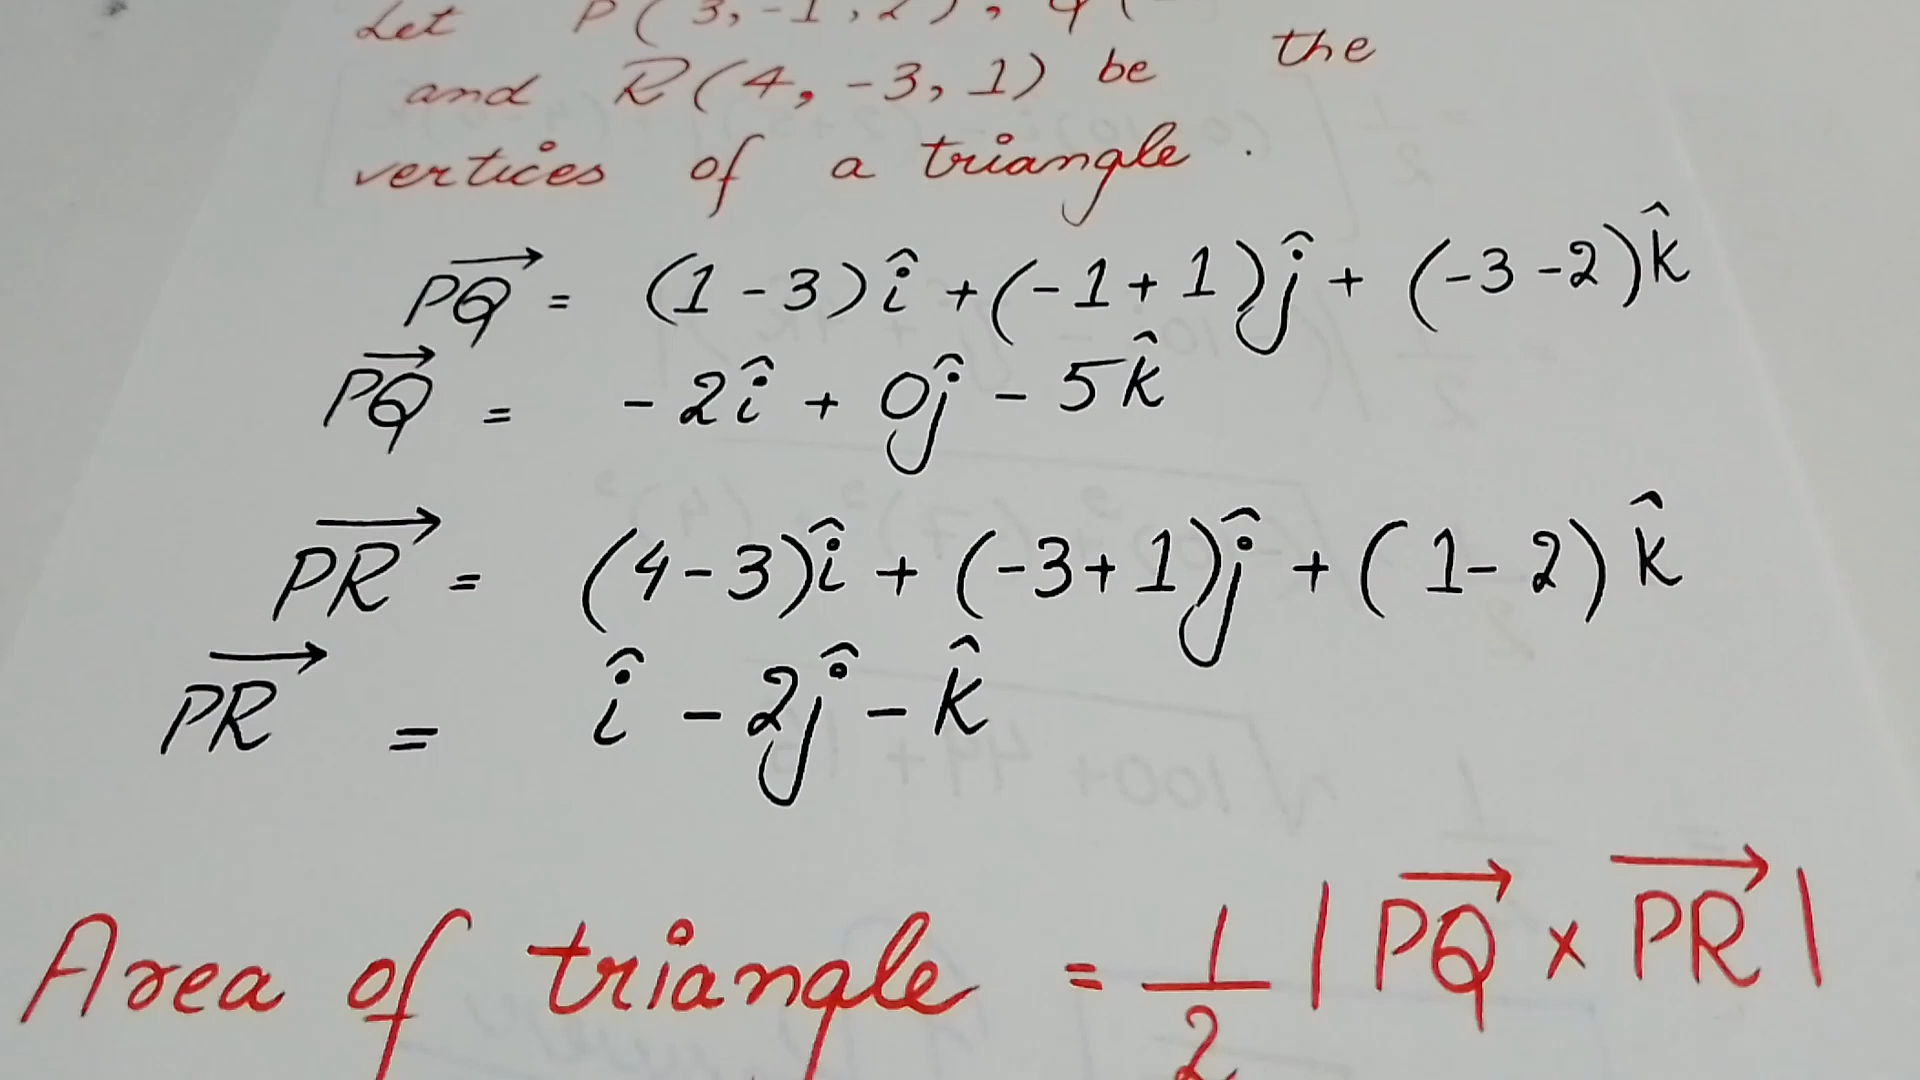 Let P(3, -1, 2), Q(
and R(4, -3, 1) be the
vertices of a triangle.
PQ⃗ = (1 - 3)î + (-1 + 1)ĵ + (-3 - 2)k̂
PQ⃗ = -2î + 0ĵ - 5k̂
PR⃗ = (4 - 3)î + (-3 + 1)ĵ + (1 - 2)k̂
PR⃗ = î - 2ĵ - k̂
Area of triangle = 1/2 | PQ⃗ × PR⃗ |